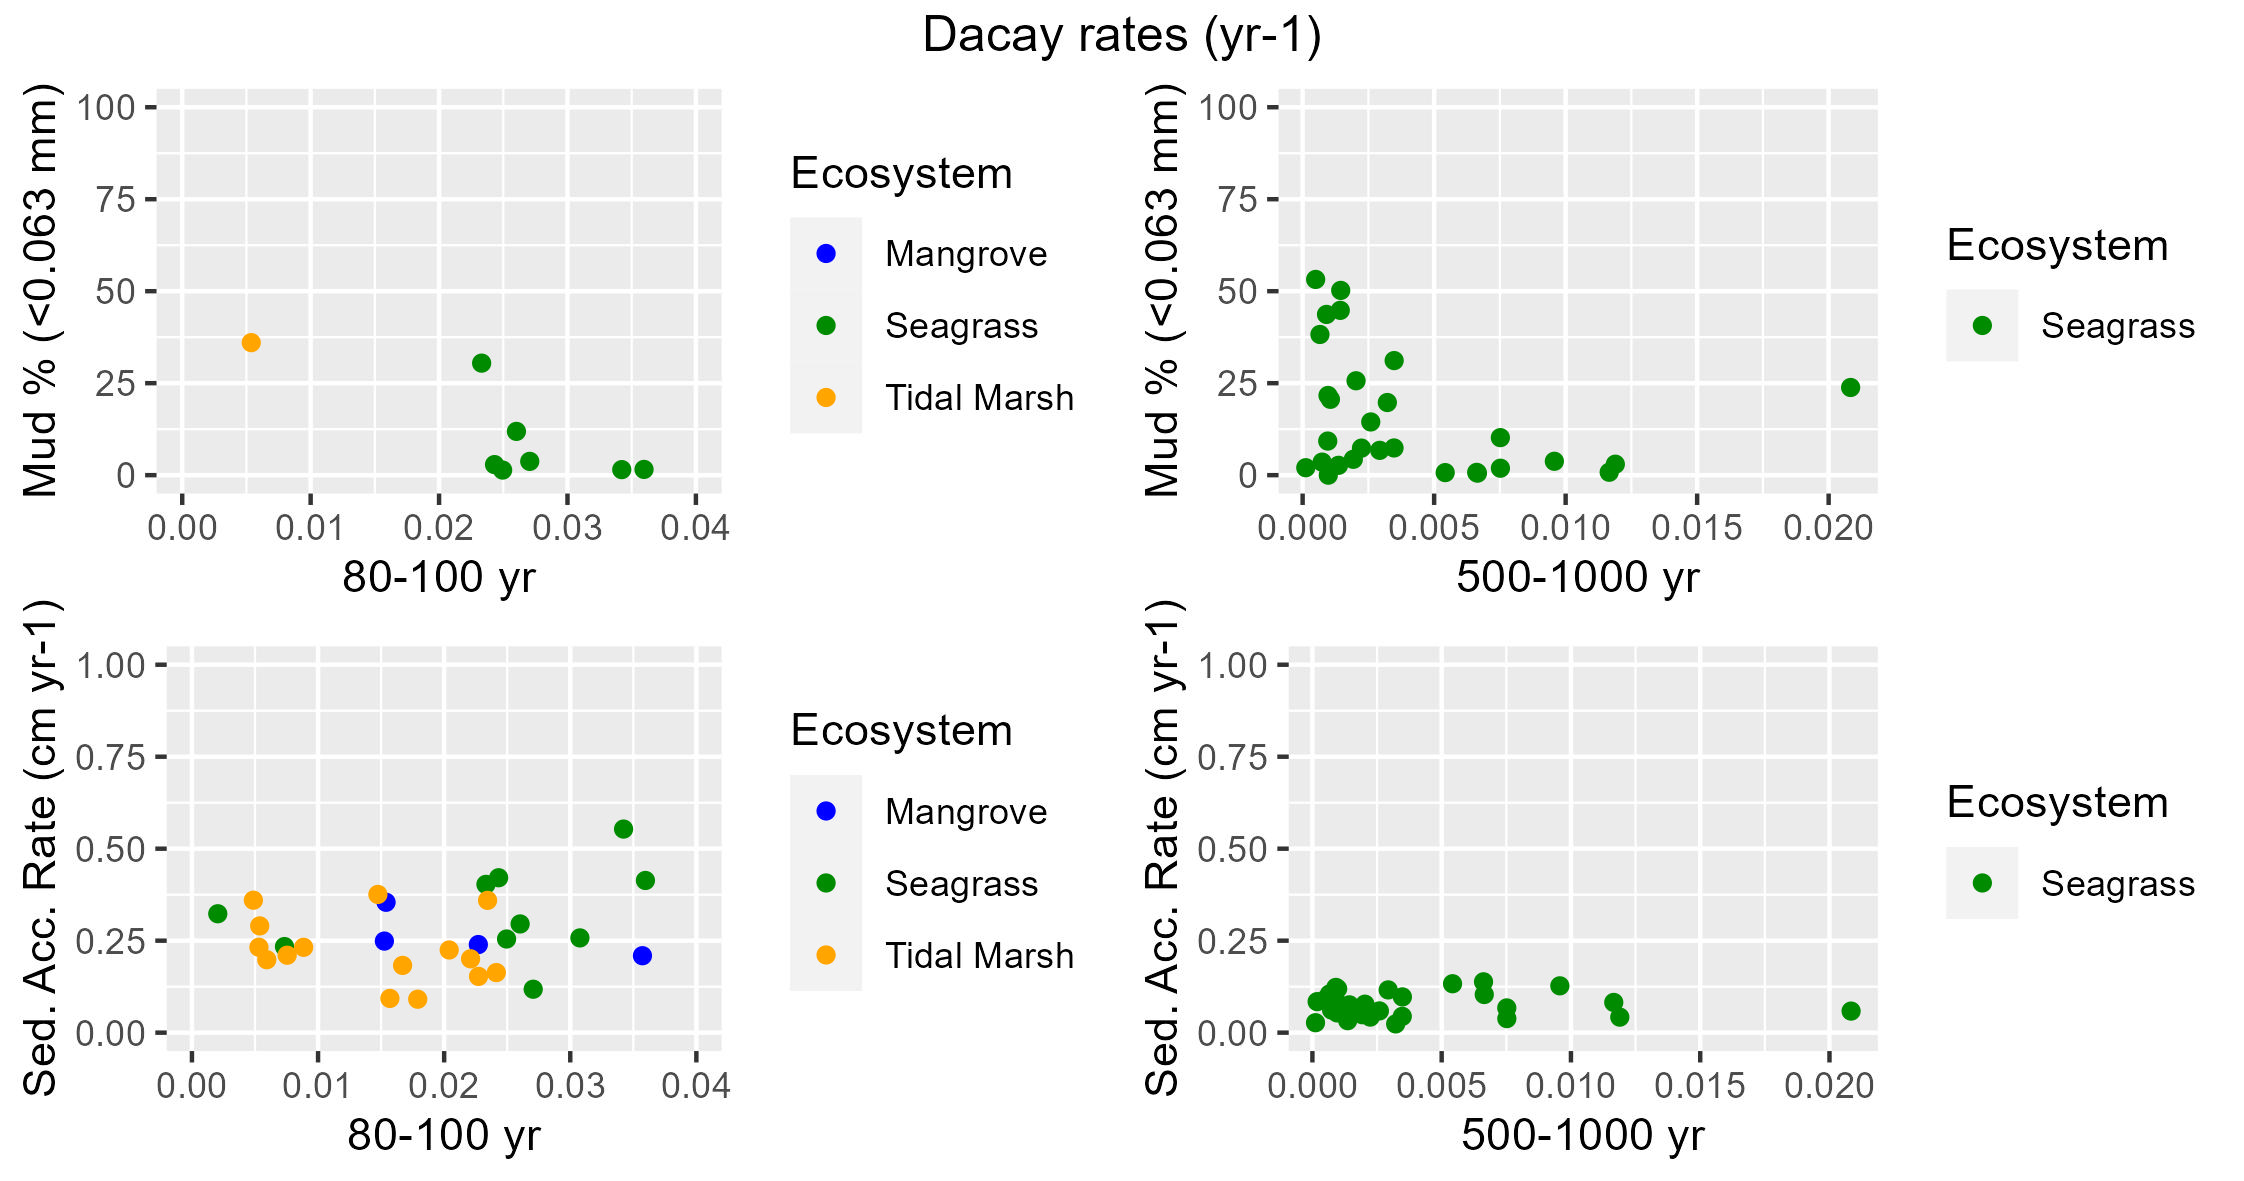 Dacay rates (yr-1)
Mud % (<0.063 mm)
100
75
50
25
0
0.00 0.01 0.02 0.03 0.04
80-100 yr
Ecosystem
Mangrove
Seagrass
Tidal Marsh
Mud % (<0.063 mm)
100
75
50
25
0
0.000 0.005 0.010 0.015 0.020
500-1000 yr
Ecosystem
Seagrass
Sed. Acc. Rate (cm yr-1)
1.00
0.75
0.50
0.25
0.00
0.00 0.01 0.02 0.03 0.04
80-100 yr
Ecosystem
Mangrove
Seagrass
Tidal Marsh
Sed. Acc. Rate (cm yr-1)
1.00
0.75
0.50
0.25
0.00
0.000 0.005 0.010 0.015 0.020
500-1000 yr
Ecosystem
Seagrass